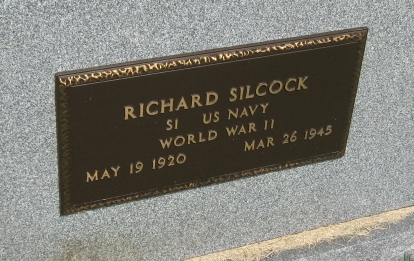 RICHARD SILCOCK
S1 US NAVY
WORLD WAR II
MAY 19 1920 MAR 26 1945